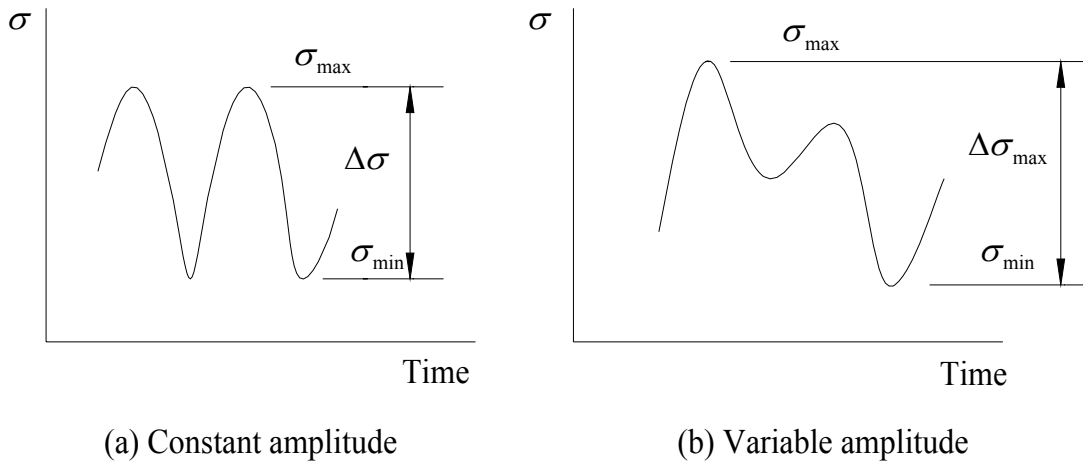 σ
σmax
Δσ
σmin
Time
(a) Constant amplitude
σ
σmax
Δσmax
σmin
Time
(b) Variable amplitude